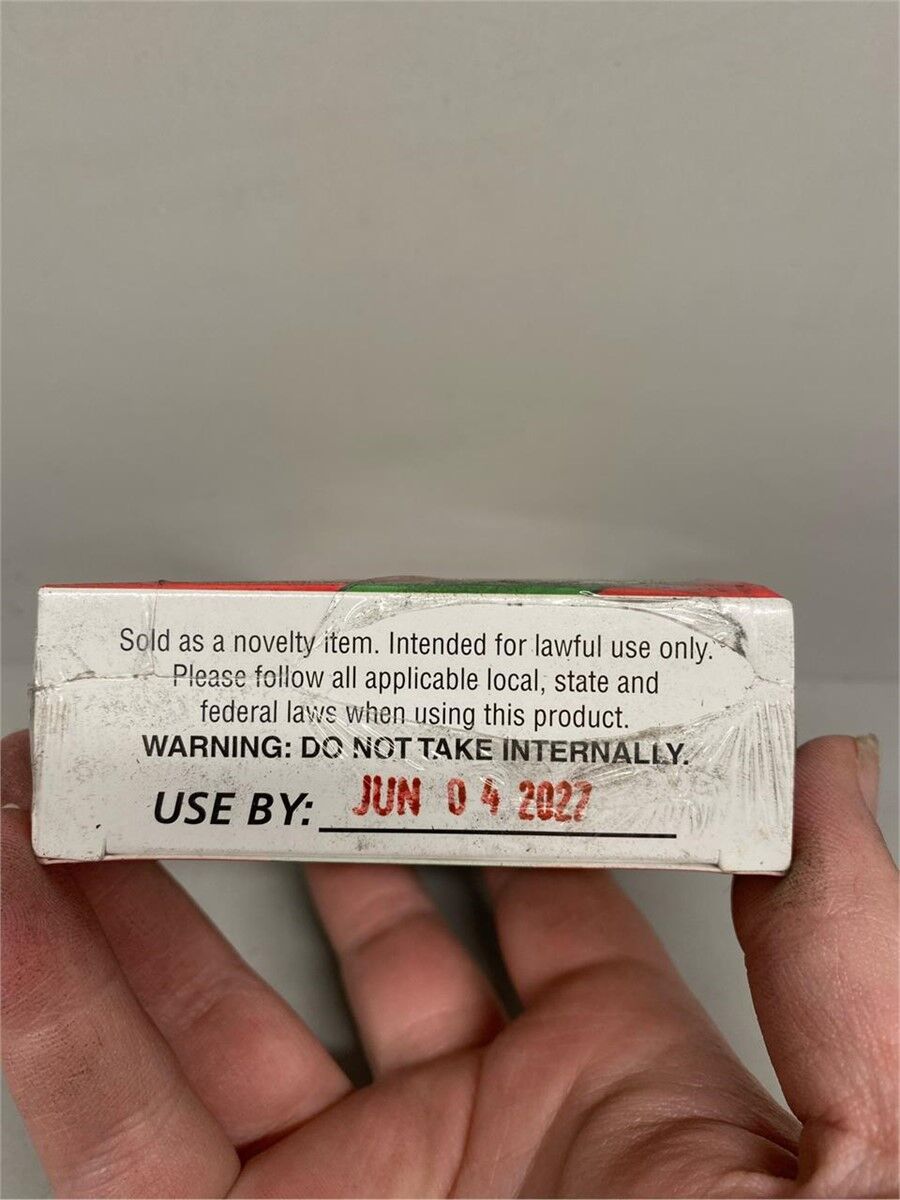 Sold as a novelty item. Intended for lawful use only.
Please follow all applicable local, state and
federal laws when using this product.
WARNING: DO NOT TAKE INTERNALLY.
USE BY: JUN 04 2022